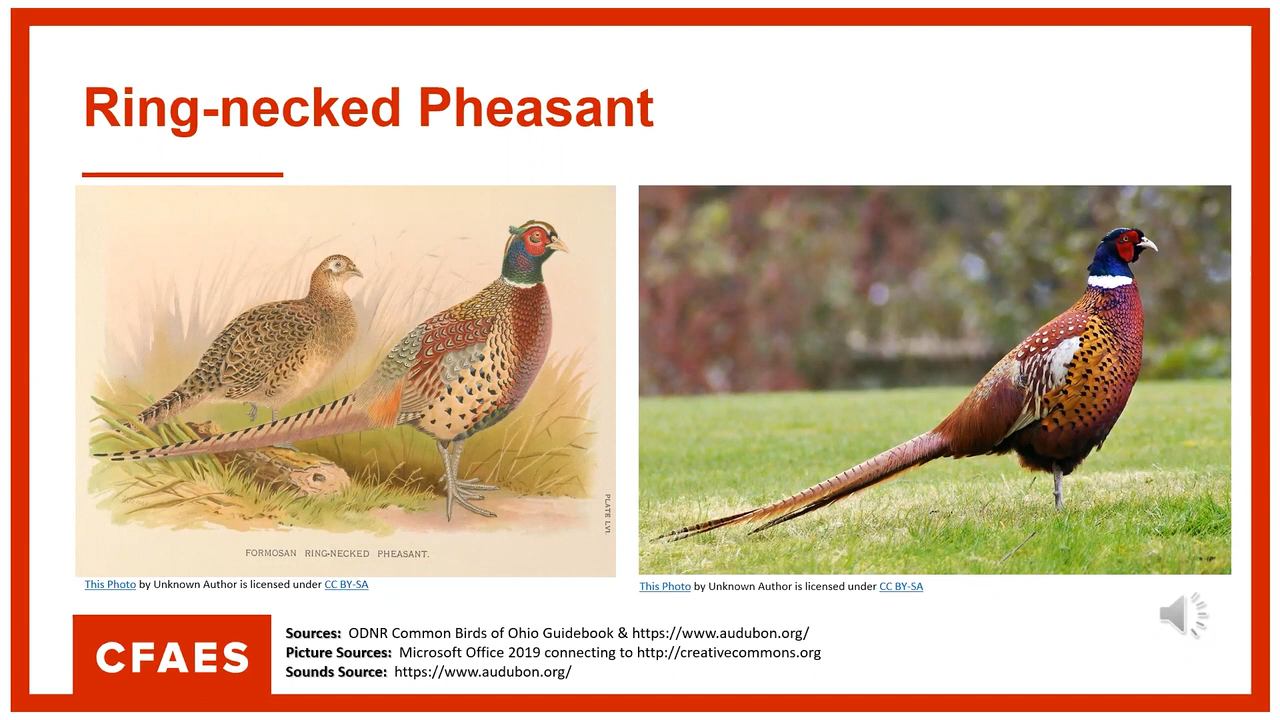 Ring-necked Pheasant
PLATE LVI.
FORMOSAN RING-NECKED PHEASANT.
This Photo by Unknown Author is licensed under CC BY-SA
This Photo by Unknown Author is licensed under CC BY-SA
CFAES
Sources: ODNR Common Birds of Ohio Guidebook & https://www.audubon.org/
Picture Sources: Microsoft Office 2019 connecting to http://creativecommons.org
Sounds Source: https://www.audubon.org/